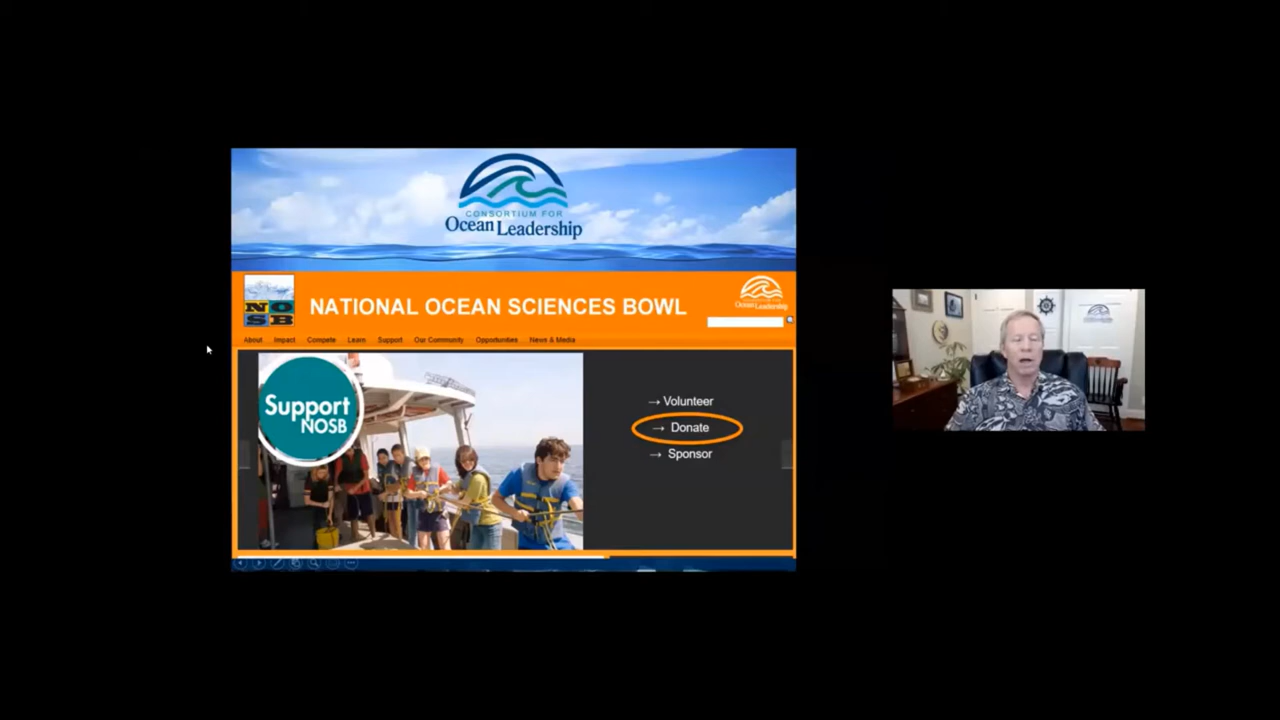 CONSORTIUM FOR
Ocean Leadership
NOSB
NATIONAL OCEAN SCIENCES BOWL
Ocean Leadership
About Impact Compete Learn Support Our Community Opportunities News & Media
Support
NOSB
→ Volunteer
→ Donate
→ Sponsor